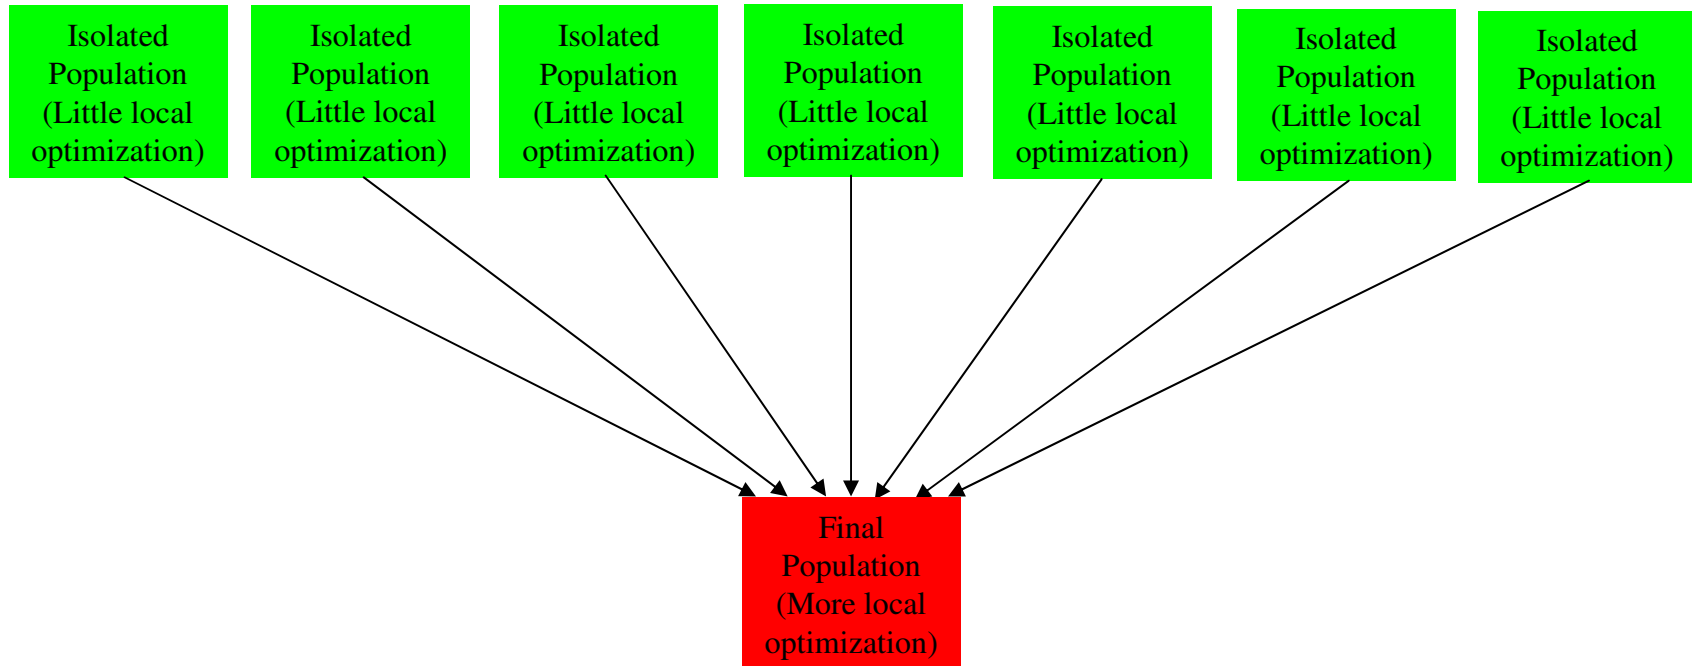 Isolated
Population
(Little local
optimization)
Isolated
Population
(Little local
optimization)
Isolated
Population
(Little local
optimization)
Isolated
Population
(Little local
optimization)
Isolated
Population
(Little local
optimization)
Isolated
Population
(Little local
optimization)
Isolated
Population
(Little local
optimization)
Final
Population
(More local
optimization)